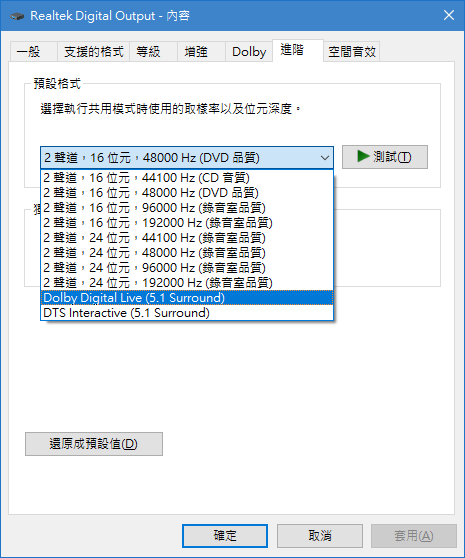 Realtek Digital Output - 內容
一般 支援的格式 等級 增強 Dolby 進階 空間音效
預設格式
選擇執行共用模式時使用的取樣率以及位元深度。
2 聲道，16 位元，48000 Hz (DVD 品質)
測試(T)
2 聲道，16 位元，44100 Hz (CD 音質)
2 聲道，16 位元，48000 Hz (DVD 品質)
2 聲道，16 位元，96000 Hz (錄音室品質)
2 聲道，16 位元，192000 Hz (錄音室品質)
2 聲道，24 位元，44100 Hz (錄音室品質)
2 聲道，24 位元，48000 Hz (錄音室品質)
2 聲道，24 位元，96000 Hz (錄音室品質)
2 聲道，24 位元，192000 Hz (錄音室品質)
Dolby Digital Live (5.1 Surround)
DTS Interactive (5.1 Surround)
還原成預設值(D)
確定 取消 套用(A)